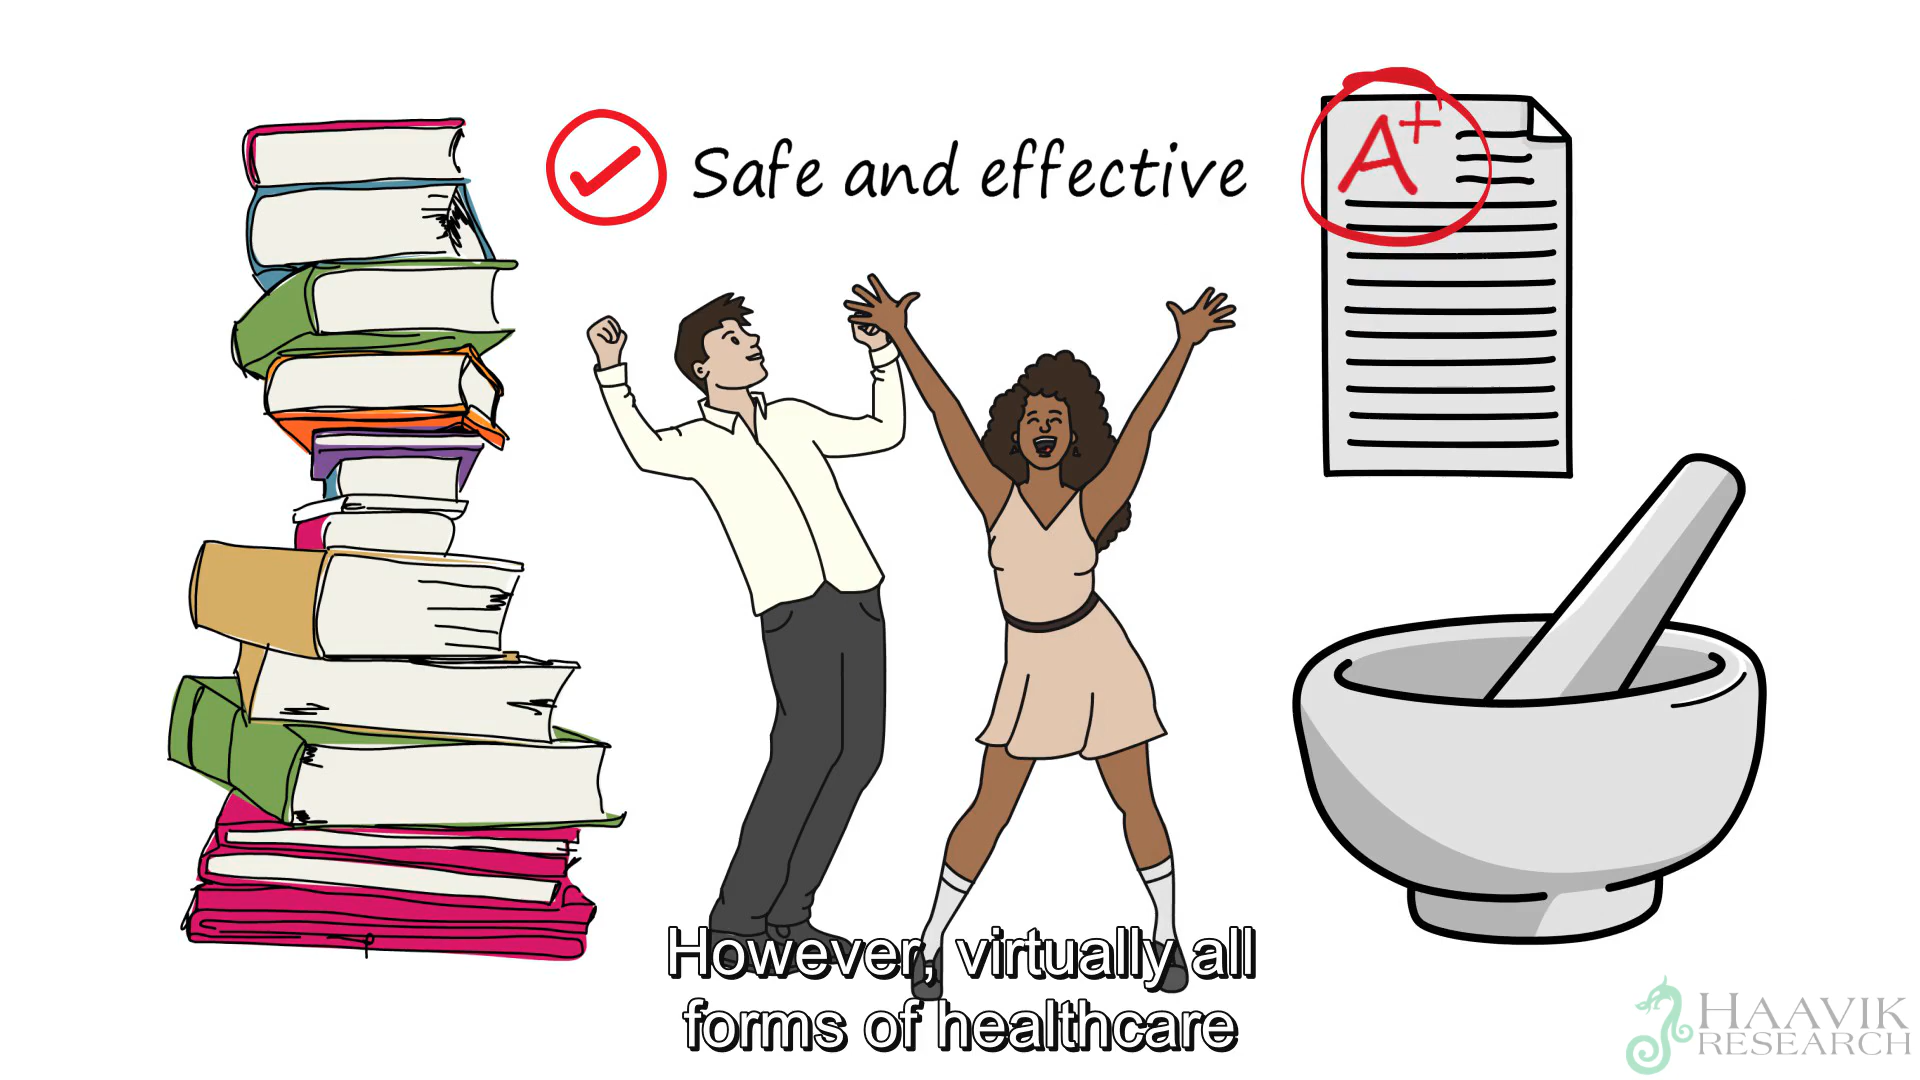 Safe and effective
A+
However, virtually all
forms of healthcare
HAAVIK
RESEARCH